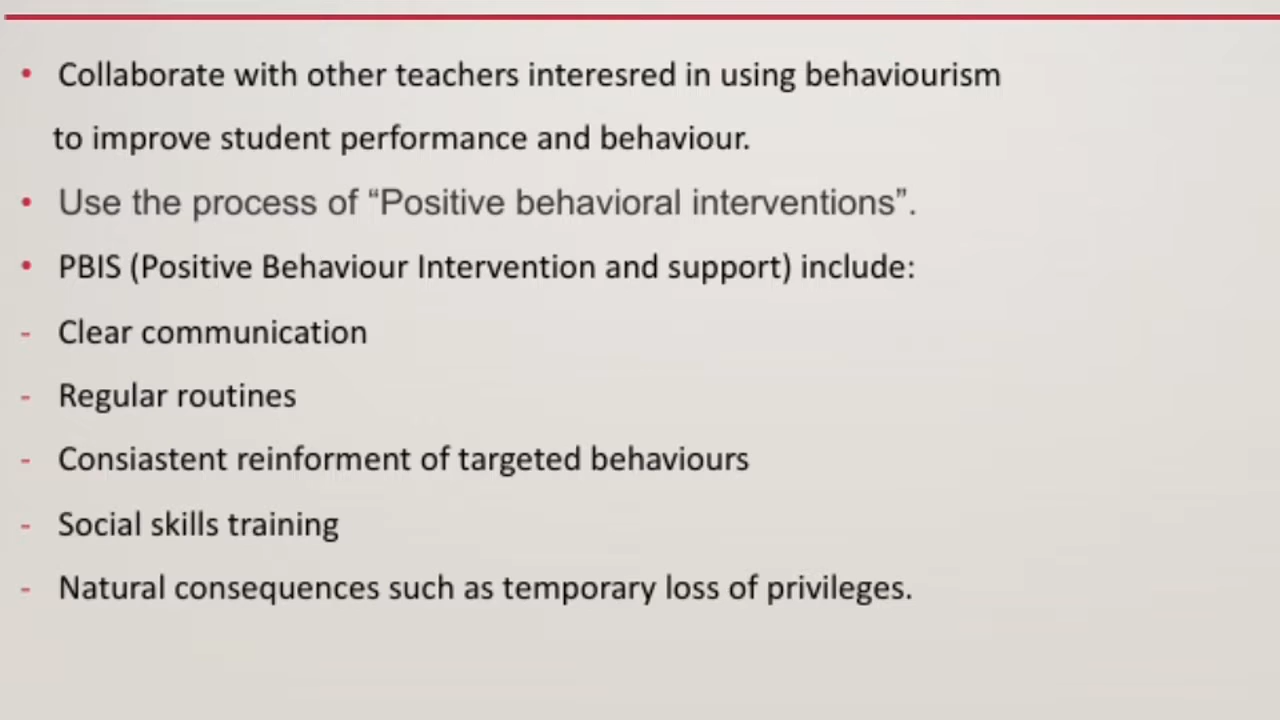 • Collaborate with other teachers interesred in using behaviourism
to improve student performance and behaviour.
• Use the process of “Positive behavioral interventions”.
• PBIS (Positive Behaviour Intervention and support) include:
- Clear communication
- Regular routines
- Consiastent reinforment of targeted behaviours
- Social skills training
- Natural consequences such as temporary loss of privileges.